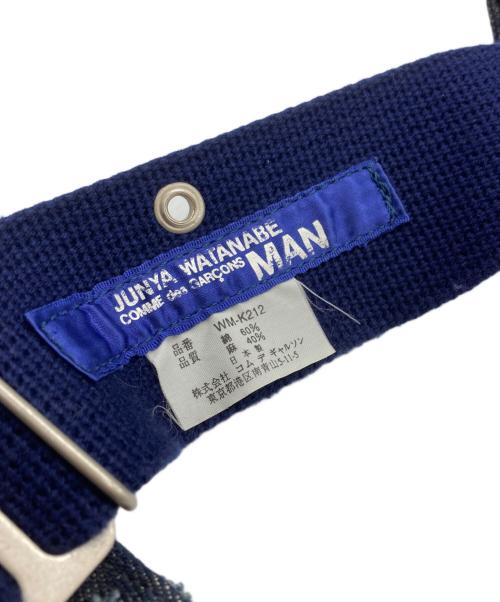 JUNYA WATANABE
COMME des GARÇONS MAN
品番 WM-K212
品質 綿 60%
麻 40%
日本製
株式会社 コム デ ギャルソン
東京都港区南青山5-11-5